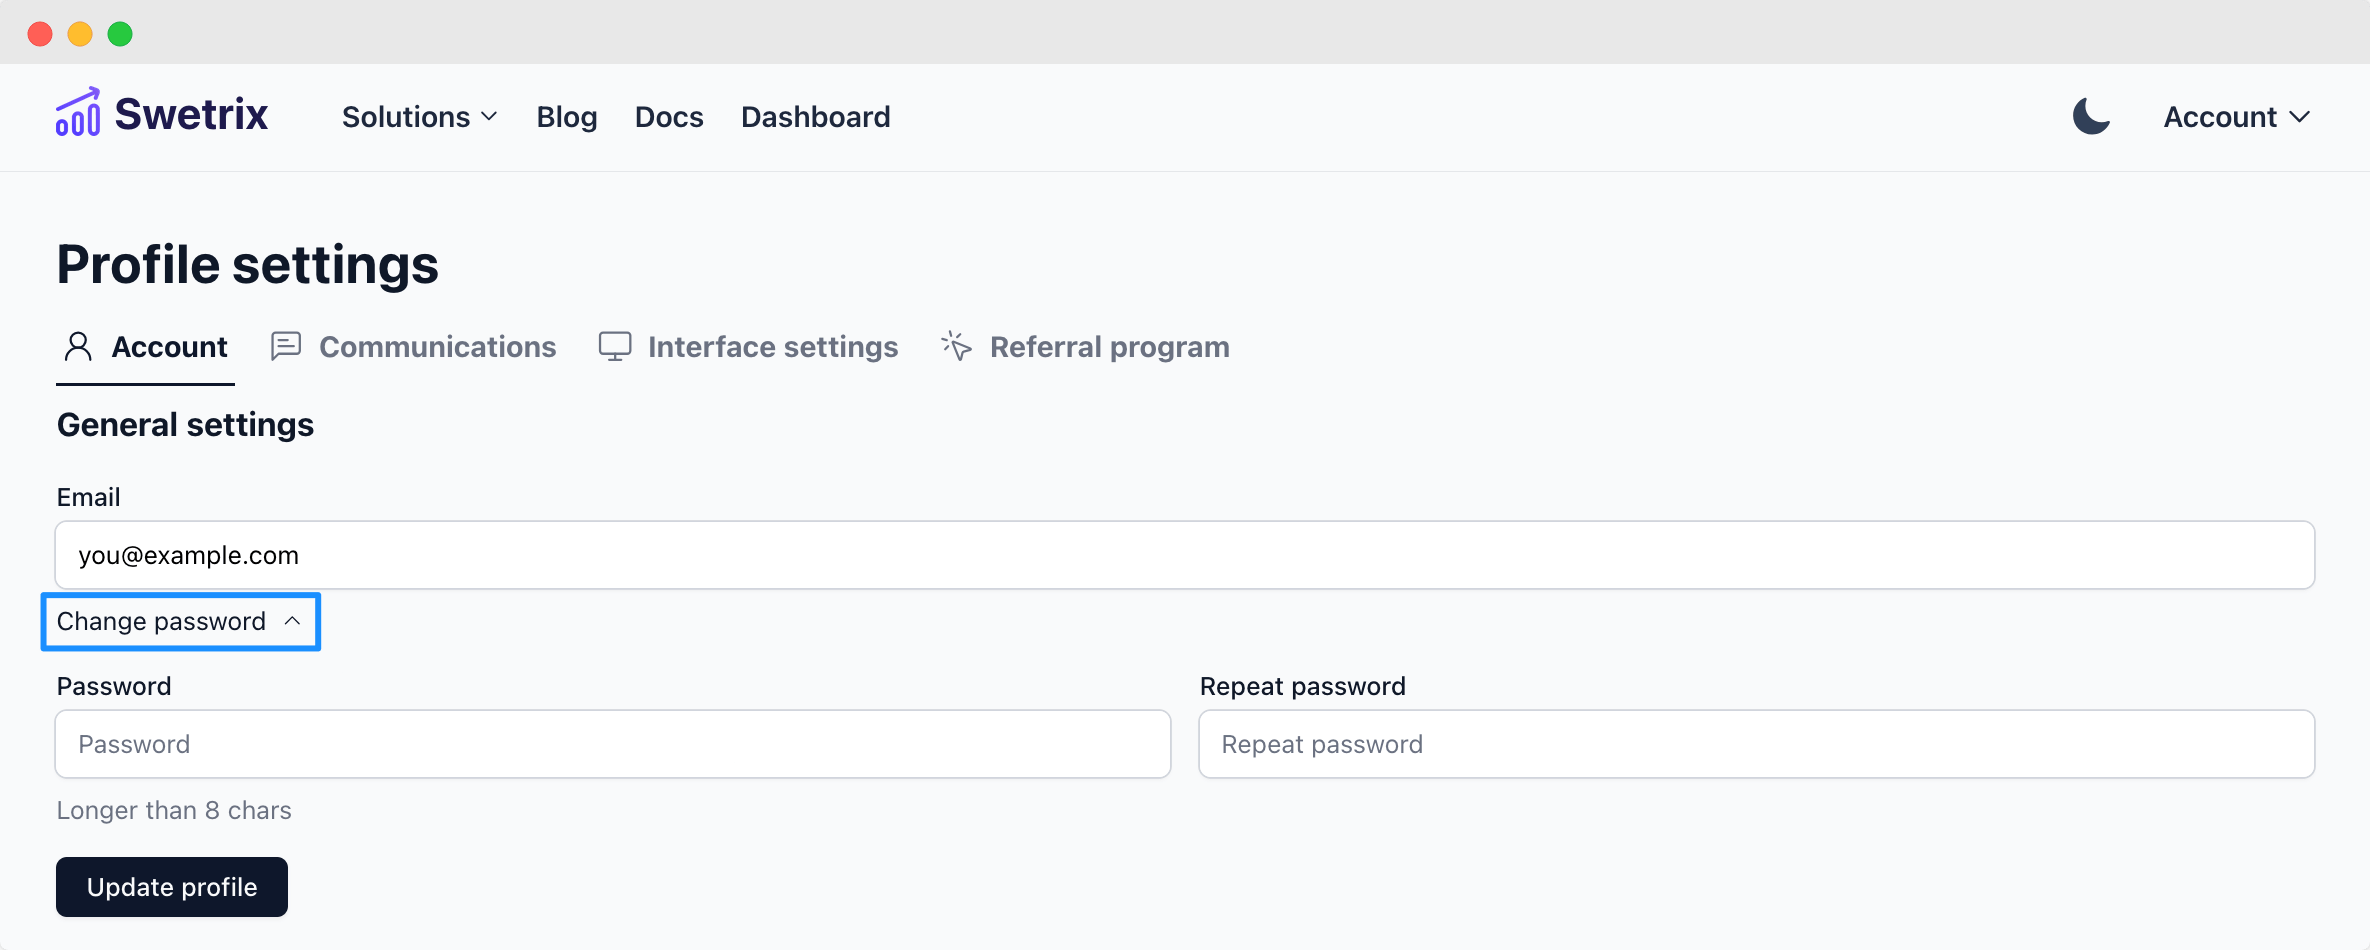 Swetrix Solutions Blog Docs Dashboard Account
Profile settings
Account Communications Interface settings Referral program
General settings
Email
you@example.com
Change password
Password Repeat password
Password Repeat password
Longer than 8 chars
Update profile